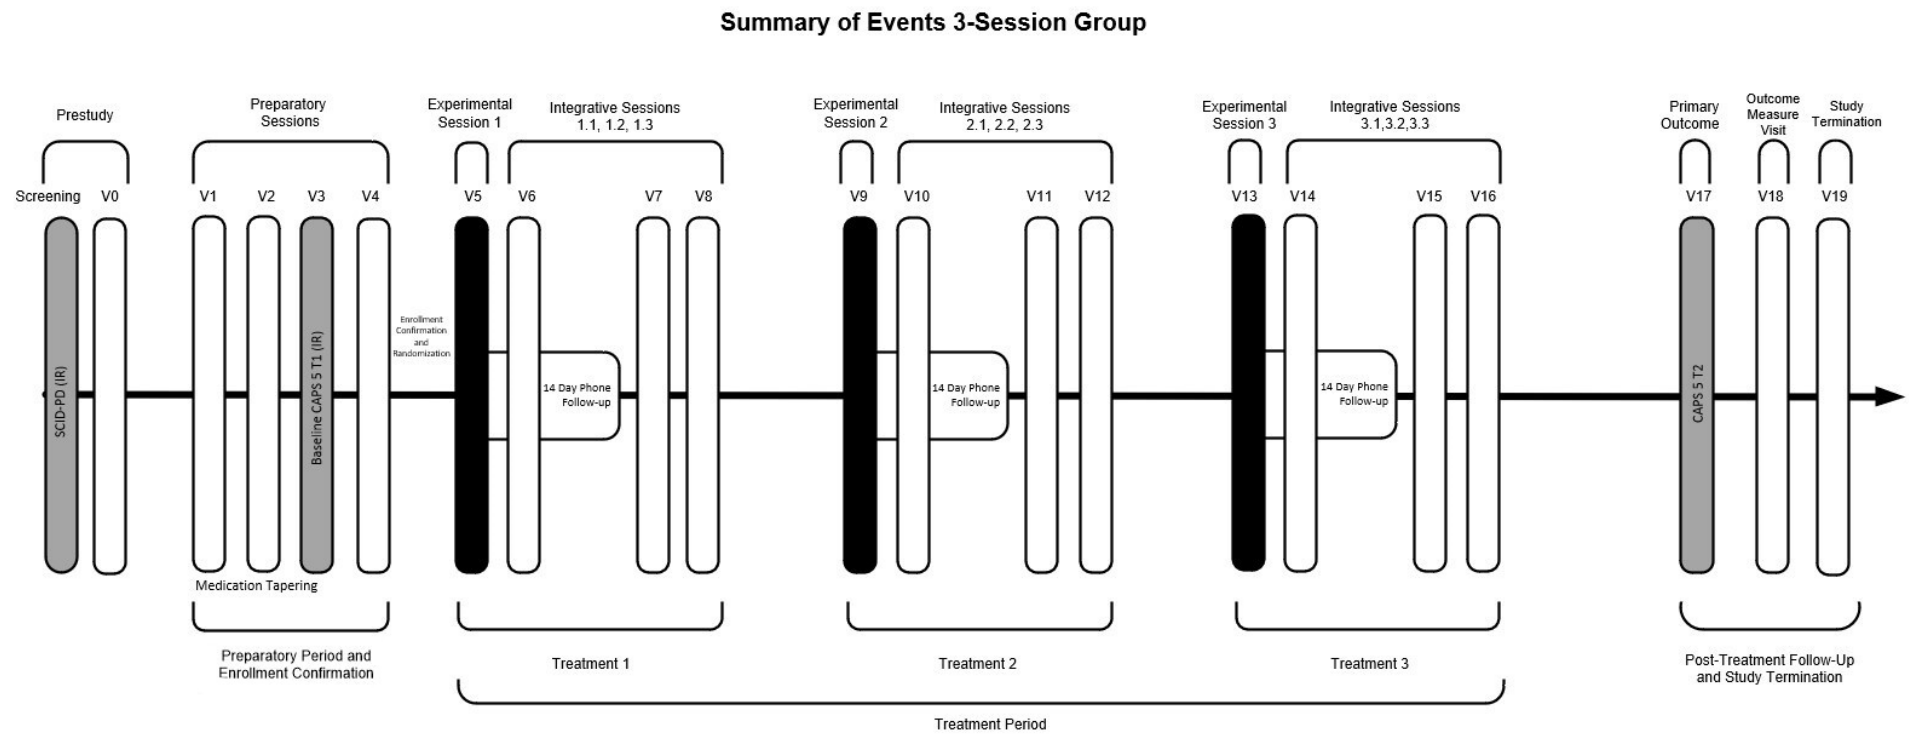 Summary of Events 3-Session Group
Prestudy
Preparatory
Sessions
Experimental
Session 1
Integrative Sessions
1.1, 1.2, 1.3
Experimental
Session 2
Integrative Sessions
2.1, 2.2, 2.3
Experimental
Session 3
Integrative Sessions
3.1,3.2,3.3
Primary
Outcome
Outcome
Measure
Visit
Study
Termination
Screening V0 V1 V2 V3 V4 V5 V6 V7 V8 V9 V10 V11 V12 V13 V14 V15 V16 V17 V18 V19
SCID-PD (IR)
Baseline CAPS 5 T1 (IR)
Enrollment
Confirmation
and
Randomization
14 Day Phone
Follow-up
14 Day Phone
Follow-up
14 Day Phone
Follow-up
CAPS 5 T2
Medication Tapering
Preparatory Period and
Enrollment Confirmation
Treatment 1
Treatment 2
Treatment 3
Post-Treatment Follow-Up
and Study Termination
Treatment Period